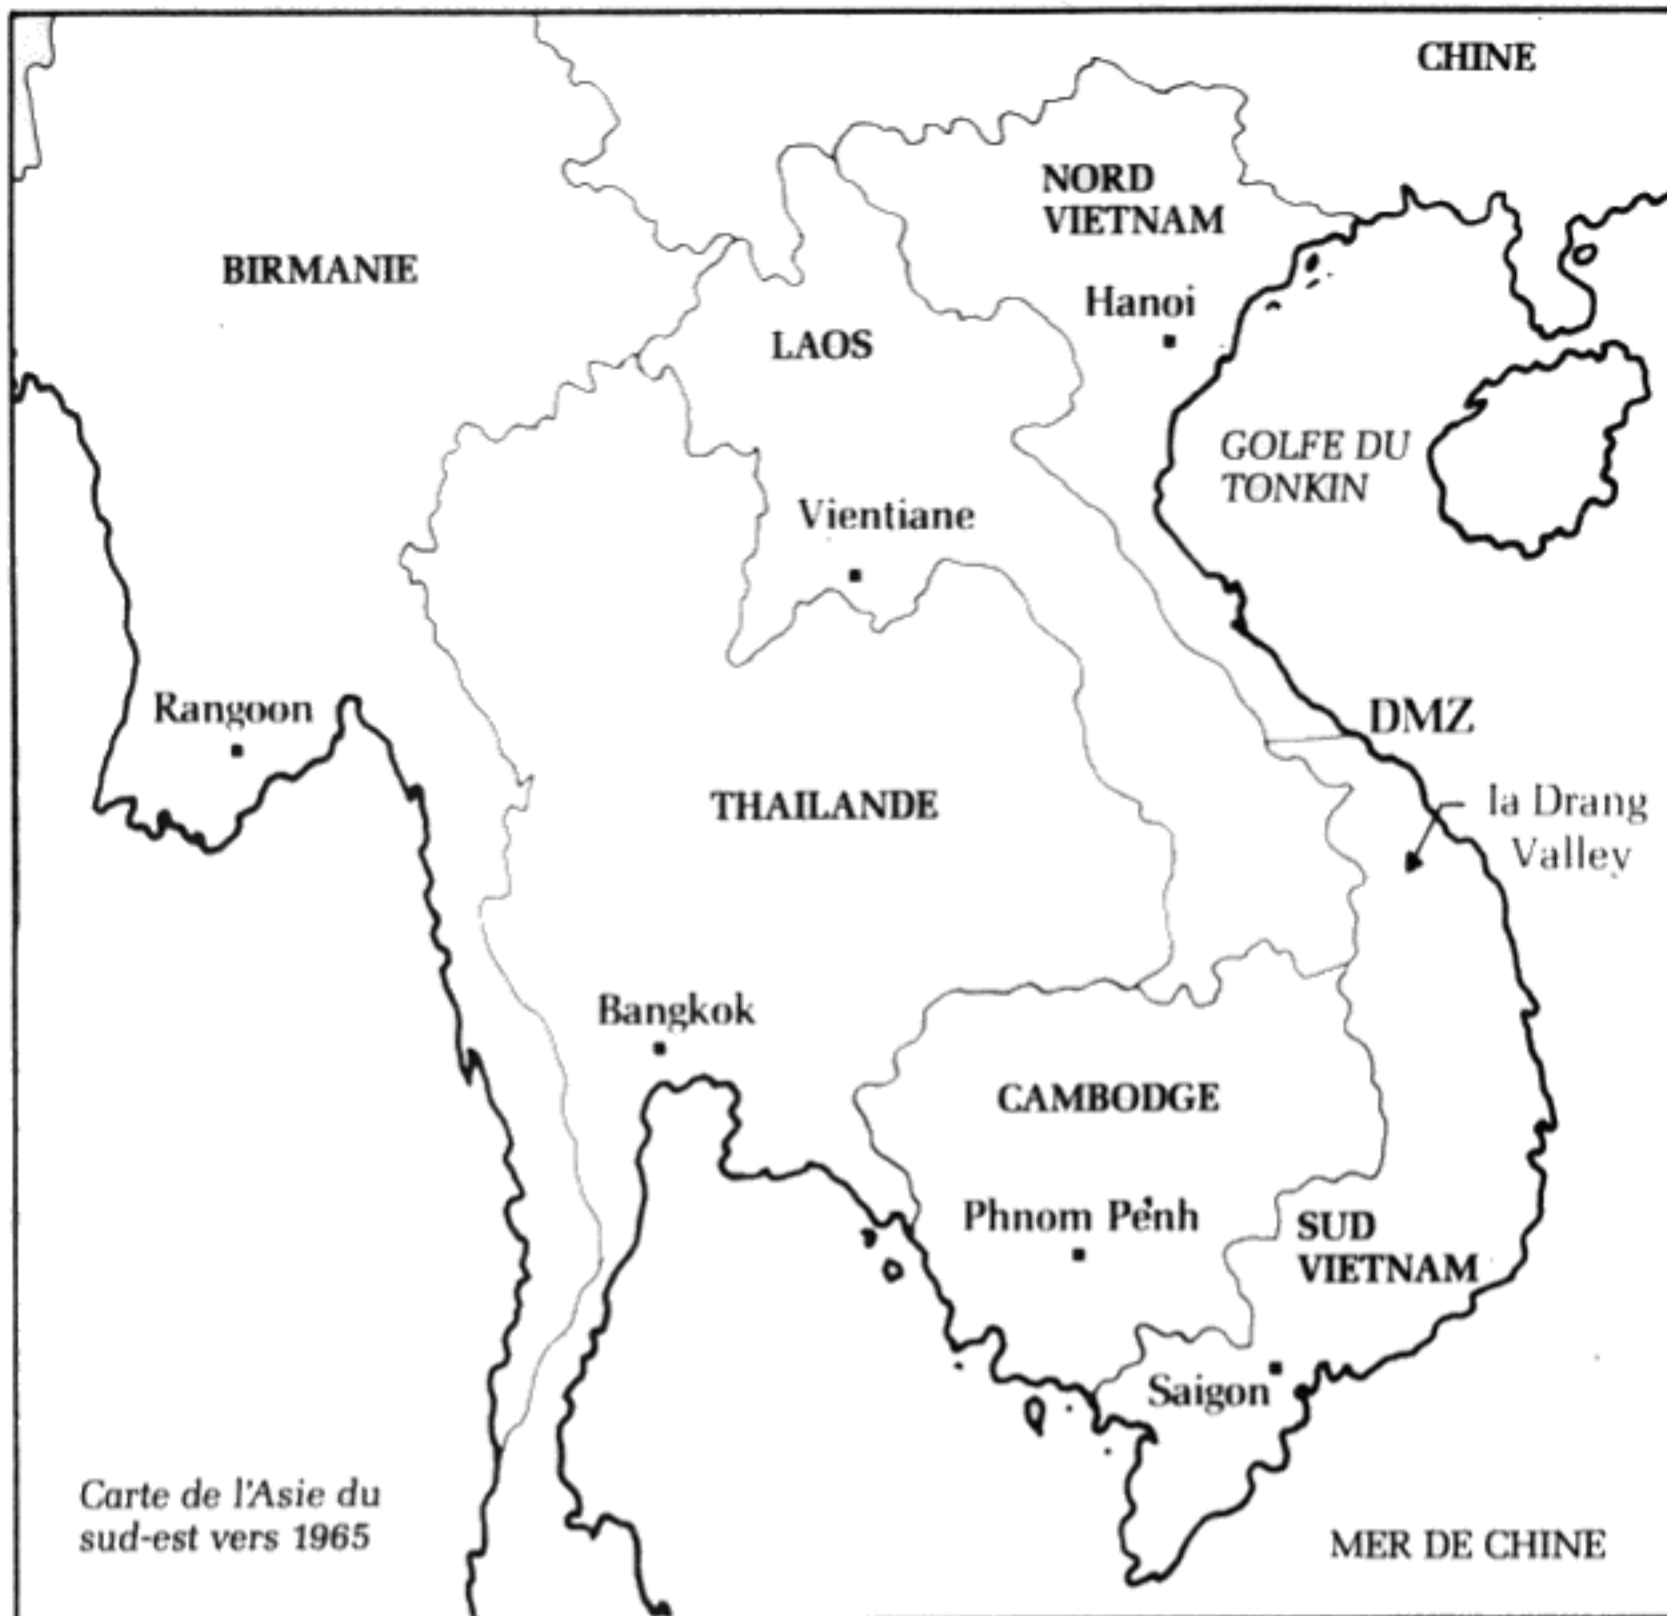 CHINE
NORD
VIETNAM
BIRMANIE
Hanoi
LAOS
GOLFE DU
TONKIN
Vientiane
Rangoon
DMZ
THAILANDE
Ia Drang
Valley
Bangkok
CAMBODGE
Phnom Pénh
SUD
VIETNAM
Saigon
Carte de l'Asie du
sud-est vers 1965
MER DE CHINE